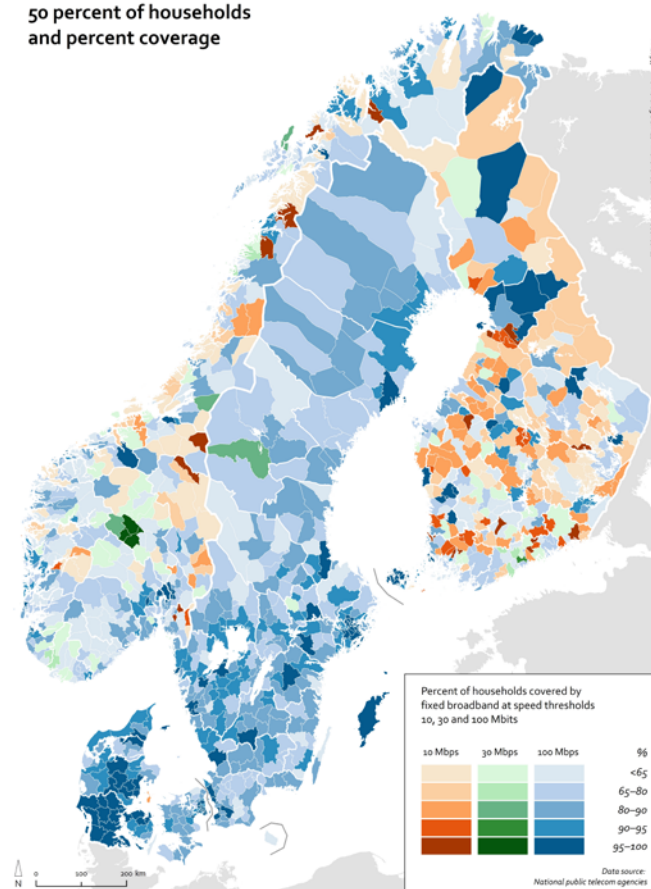 50 percent of households
and percent coverage
Percent of households covered by
fixed broadband at speed thresholds
10, 30 and 100 Mbits
10 Mbps 30 Mbps 100 Mbps %
<65
65–80
80–90
90–95
95–100
Data source:
National public telecom agencies
N
0 100 200 km